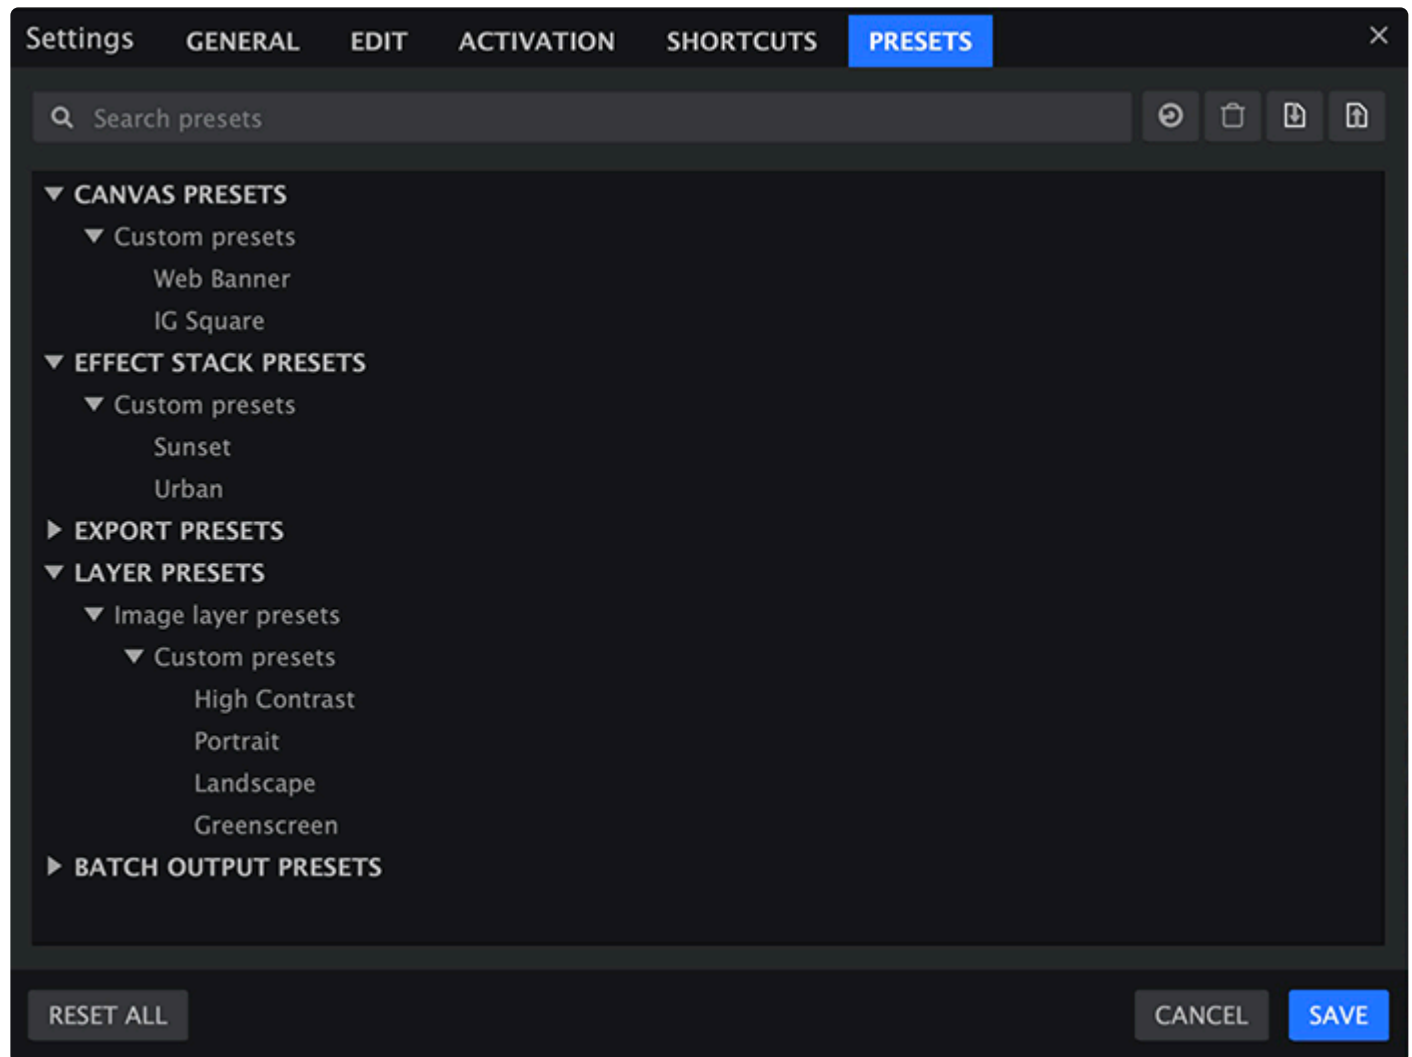 Settings GENERAL EDIT ACTIVATION SHORTCUTS PRESETS
Search presets
CANVAS PRESETS
Custom presets
Web Banner
IG Square
EFFECT STACK PRESETS
Custom presets
Sunset
Urban
EXPORT PRESETS
LAYER PRESETS
Image layer presets
Custom presets
High Contrast
Portrait
Landscape
Greenscreen
BATCH OUTPUT PRESETS
RESET ALL CANCEL SAVE